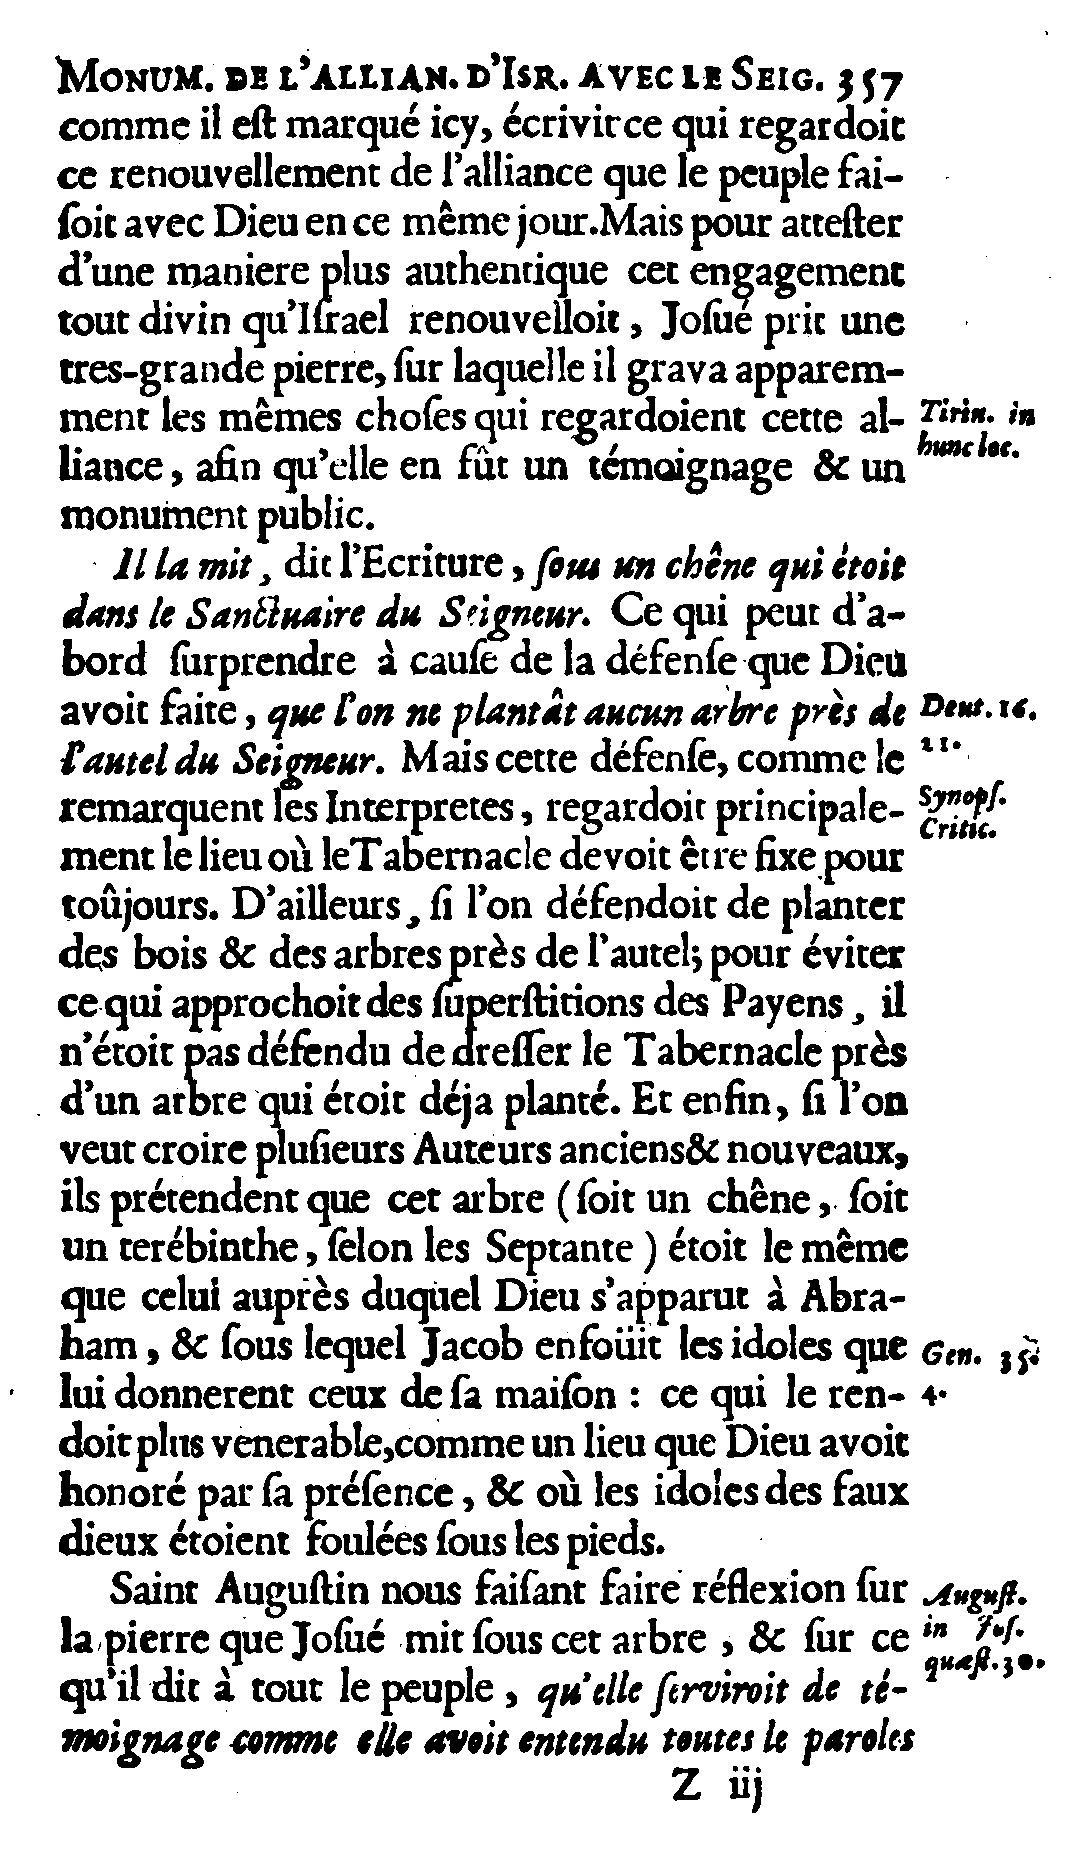 MONUM. DE L'ALLIAN. D'ISR. AVEC LE SEIG. 357
comme il eſt marqué icy, écrivit ce qui regardoit
ce renouvellement de l'alliance que le peuple fai-
ſoit avec Dieu en ce même jour. Mais pour atteſter
d'une maniere plus authentique cet engagement
tout divin qu'Iſrael renouvelloit, Joſué prit une
tres-grande pierre, ſur laquelle il grava apparem-
ment les mêmes choſes qui regardoient cette al-
Tirin. in
hunc loc.
liance, afin qu'elle en fût un témoignage & un
monument public.
Il la mit, dit l'Ecriture, ſous un chêne qui étoit
dans le Sanctuaire du Seigneur. Ce qui peut d'a-
bord ſurprendre à cauſe de la défenſe que Dieu
avoit faite, que l'on ne plantât aucun arbre près de
Deut. 16.
21.
l'autel du Seigneur. Mais cette défenſe, comme le
remarquent les Interpretes, regardoit principale-
Synopſ.
Critic.
ment le lieu où le Tabernacle devoit être fixe pour
toûjours. D'ailleurs, ſi l'on défendoit de planter
des bois & des arbres près de l'autel; pour éviter
ce qui approchoit des ſuperſtitions des Payens, il
n'étoit pas défendu de dreſſer le Tabernacle près
d'un arbre qui étoit déja planté. Et enfin, ſi l'on
veut croire pluſieurs Auteurs anciens & nouveaux,
ils prétendent que cet arbre (ſoit un chêne, ſoit
un terébinthe, ſelon les Septante) étoit le même
que celui auprès duquel Dieu s'apparut à Abra-
ham, & ſous lequel Jacob enfoüit les idoles que
Gen. 35.
4.
lui donnerent ceux de ſa maiſon : ce qui le ren-
doit plus venerable, comme un lieu que Dieu avoit
honoré par ſa préſence, & où les idoles des faux
dieux étoient foulées ſous les pieds.
Saint Auguſtin nous faiſant faire réflexion ſur
Auguſt.
in Joſ.
quæſt. 30.
la pierre que Joſué mit ſous cet arbre, & ſur ce
qu'il dit à tout le peuple, qu'elle ſerviroit de té-
moignage comme elle avoit entendu toutes le paroles
Z iij